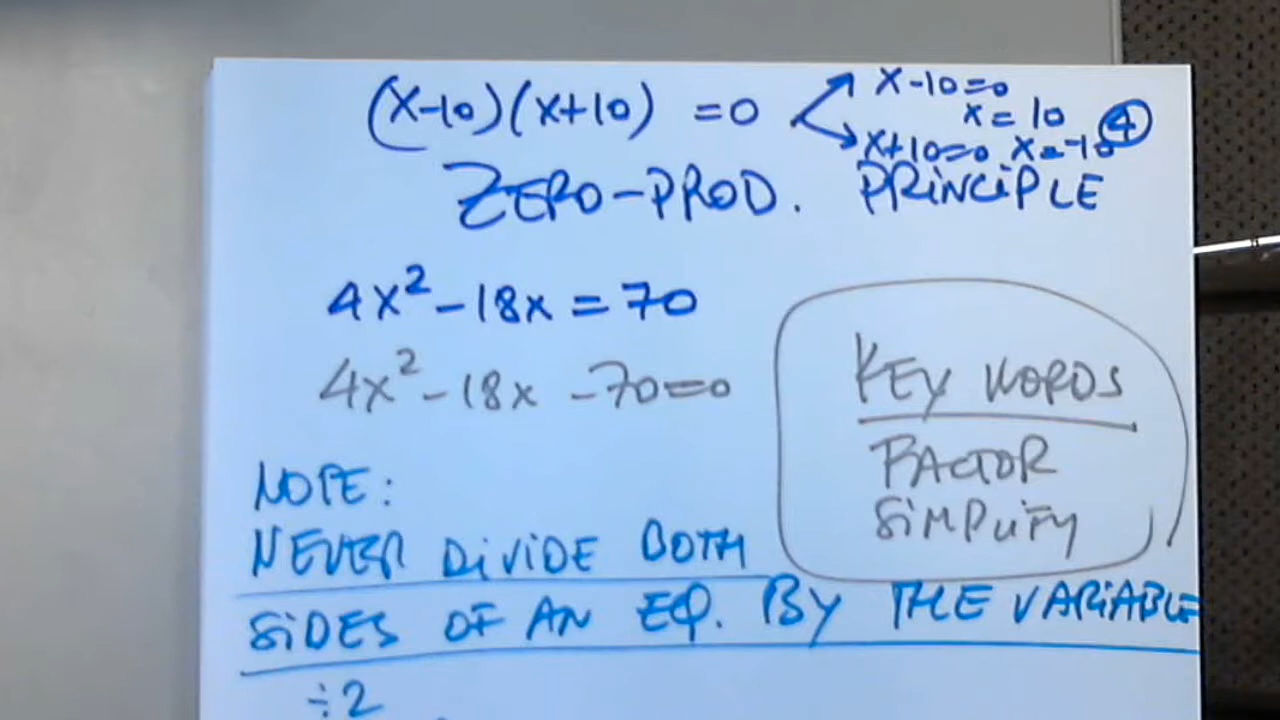 (x-10)(x+10) = 0
x-10=0
x = 10
x+10=0 x=-10
④
ZERO-PROD. PRINCIPLE
4x²-18x = 70
4x²-18x -70=0
KEY WORDS
FACTOR
SIMPLIFY
NOTE:
NEVER DIVIDE BOTH
SIDES OF AN EQ. BY THE VARIABLE
÷2